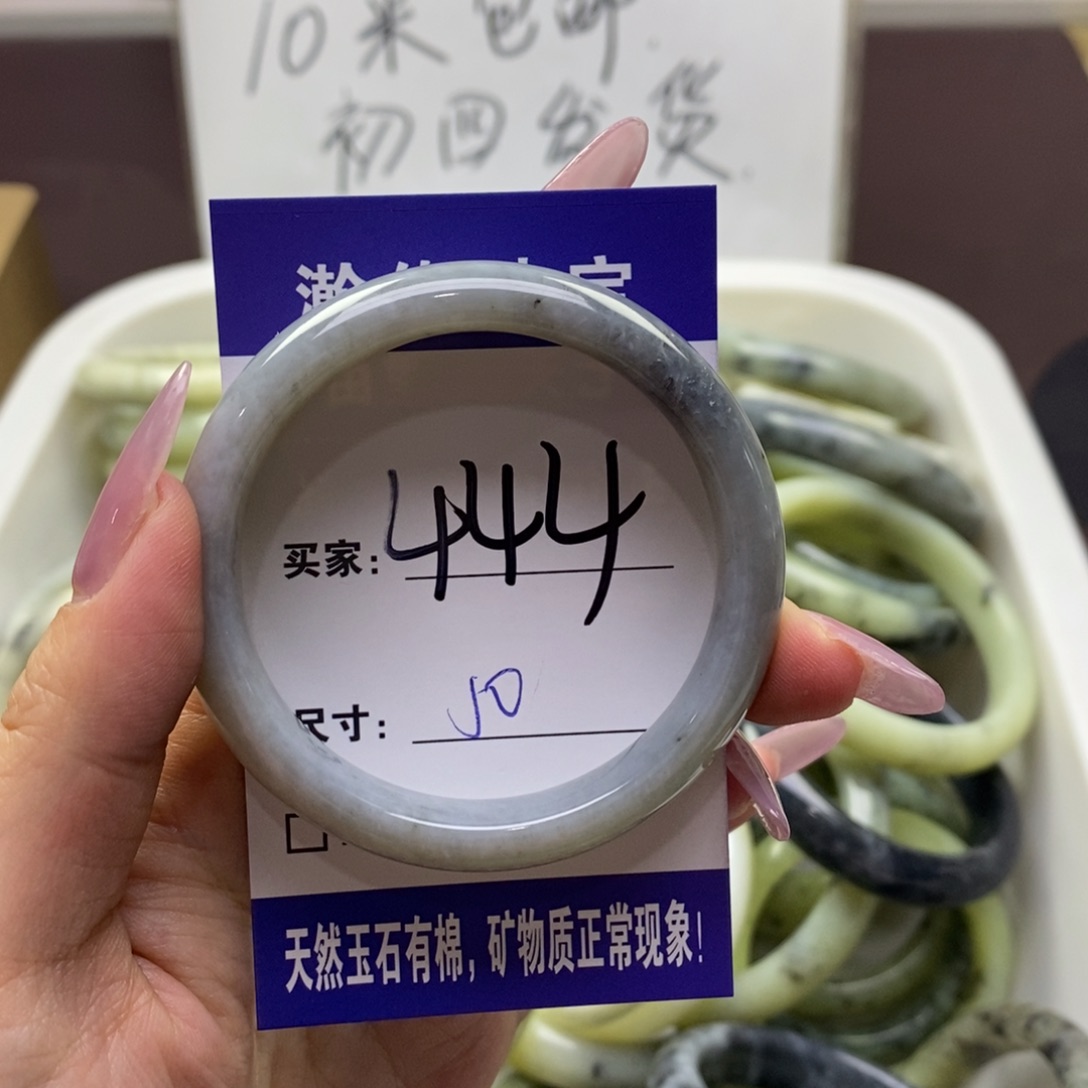 10米包邮.
初四发货.
买家: 444
尺寸: 50
天然玉石有棉, 矿物质正常现象!